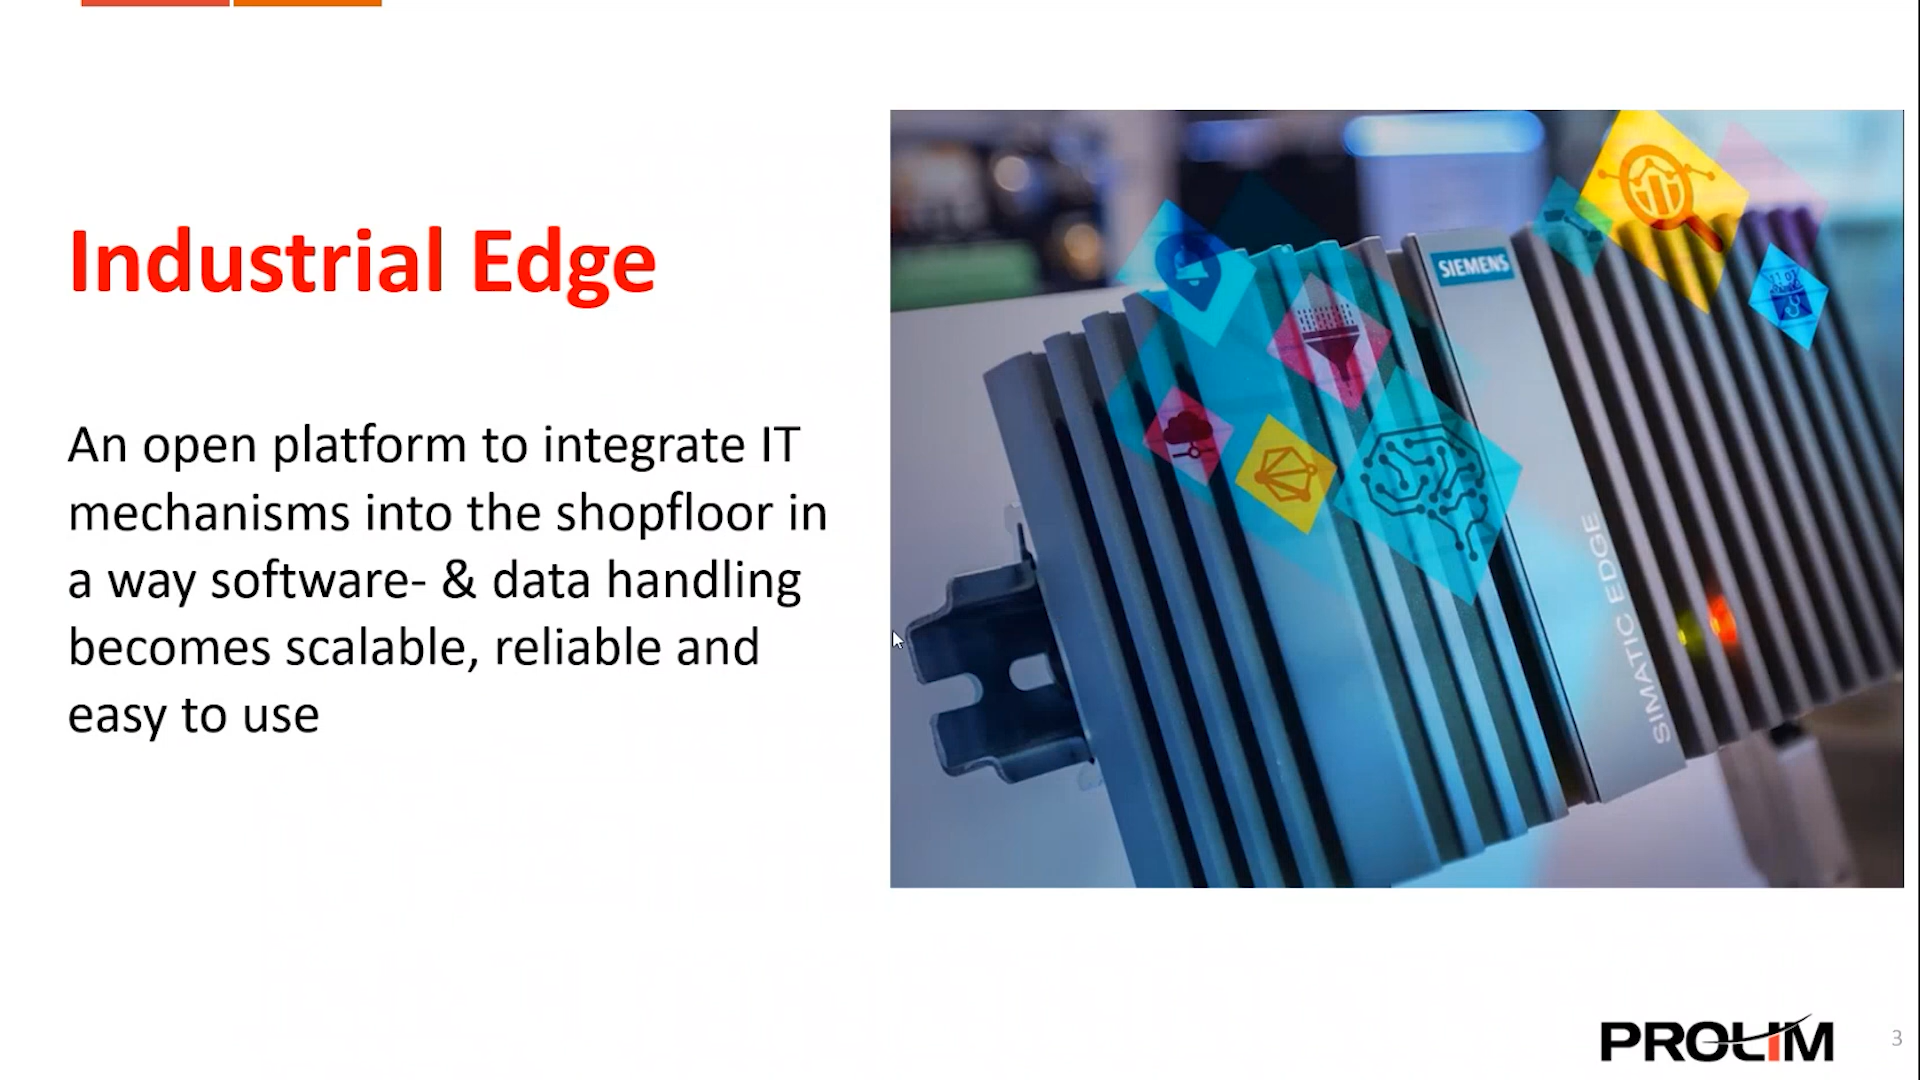 Industrial Edge
An open platform to integrate IT
mechanisms into the shopfloor in
a way software- & data handling
becomes scalable, reliable and
easy to use
SIEMENS
SIMATIC EDGE
PROLIM
3